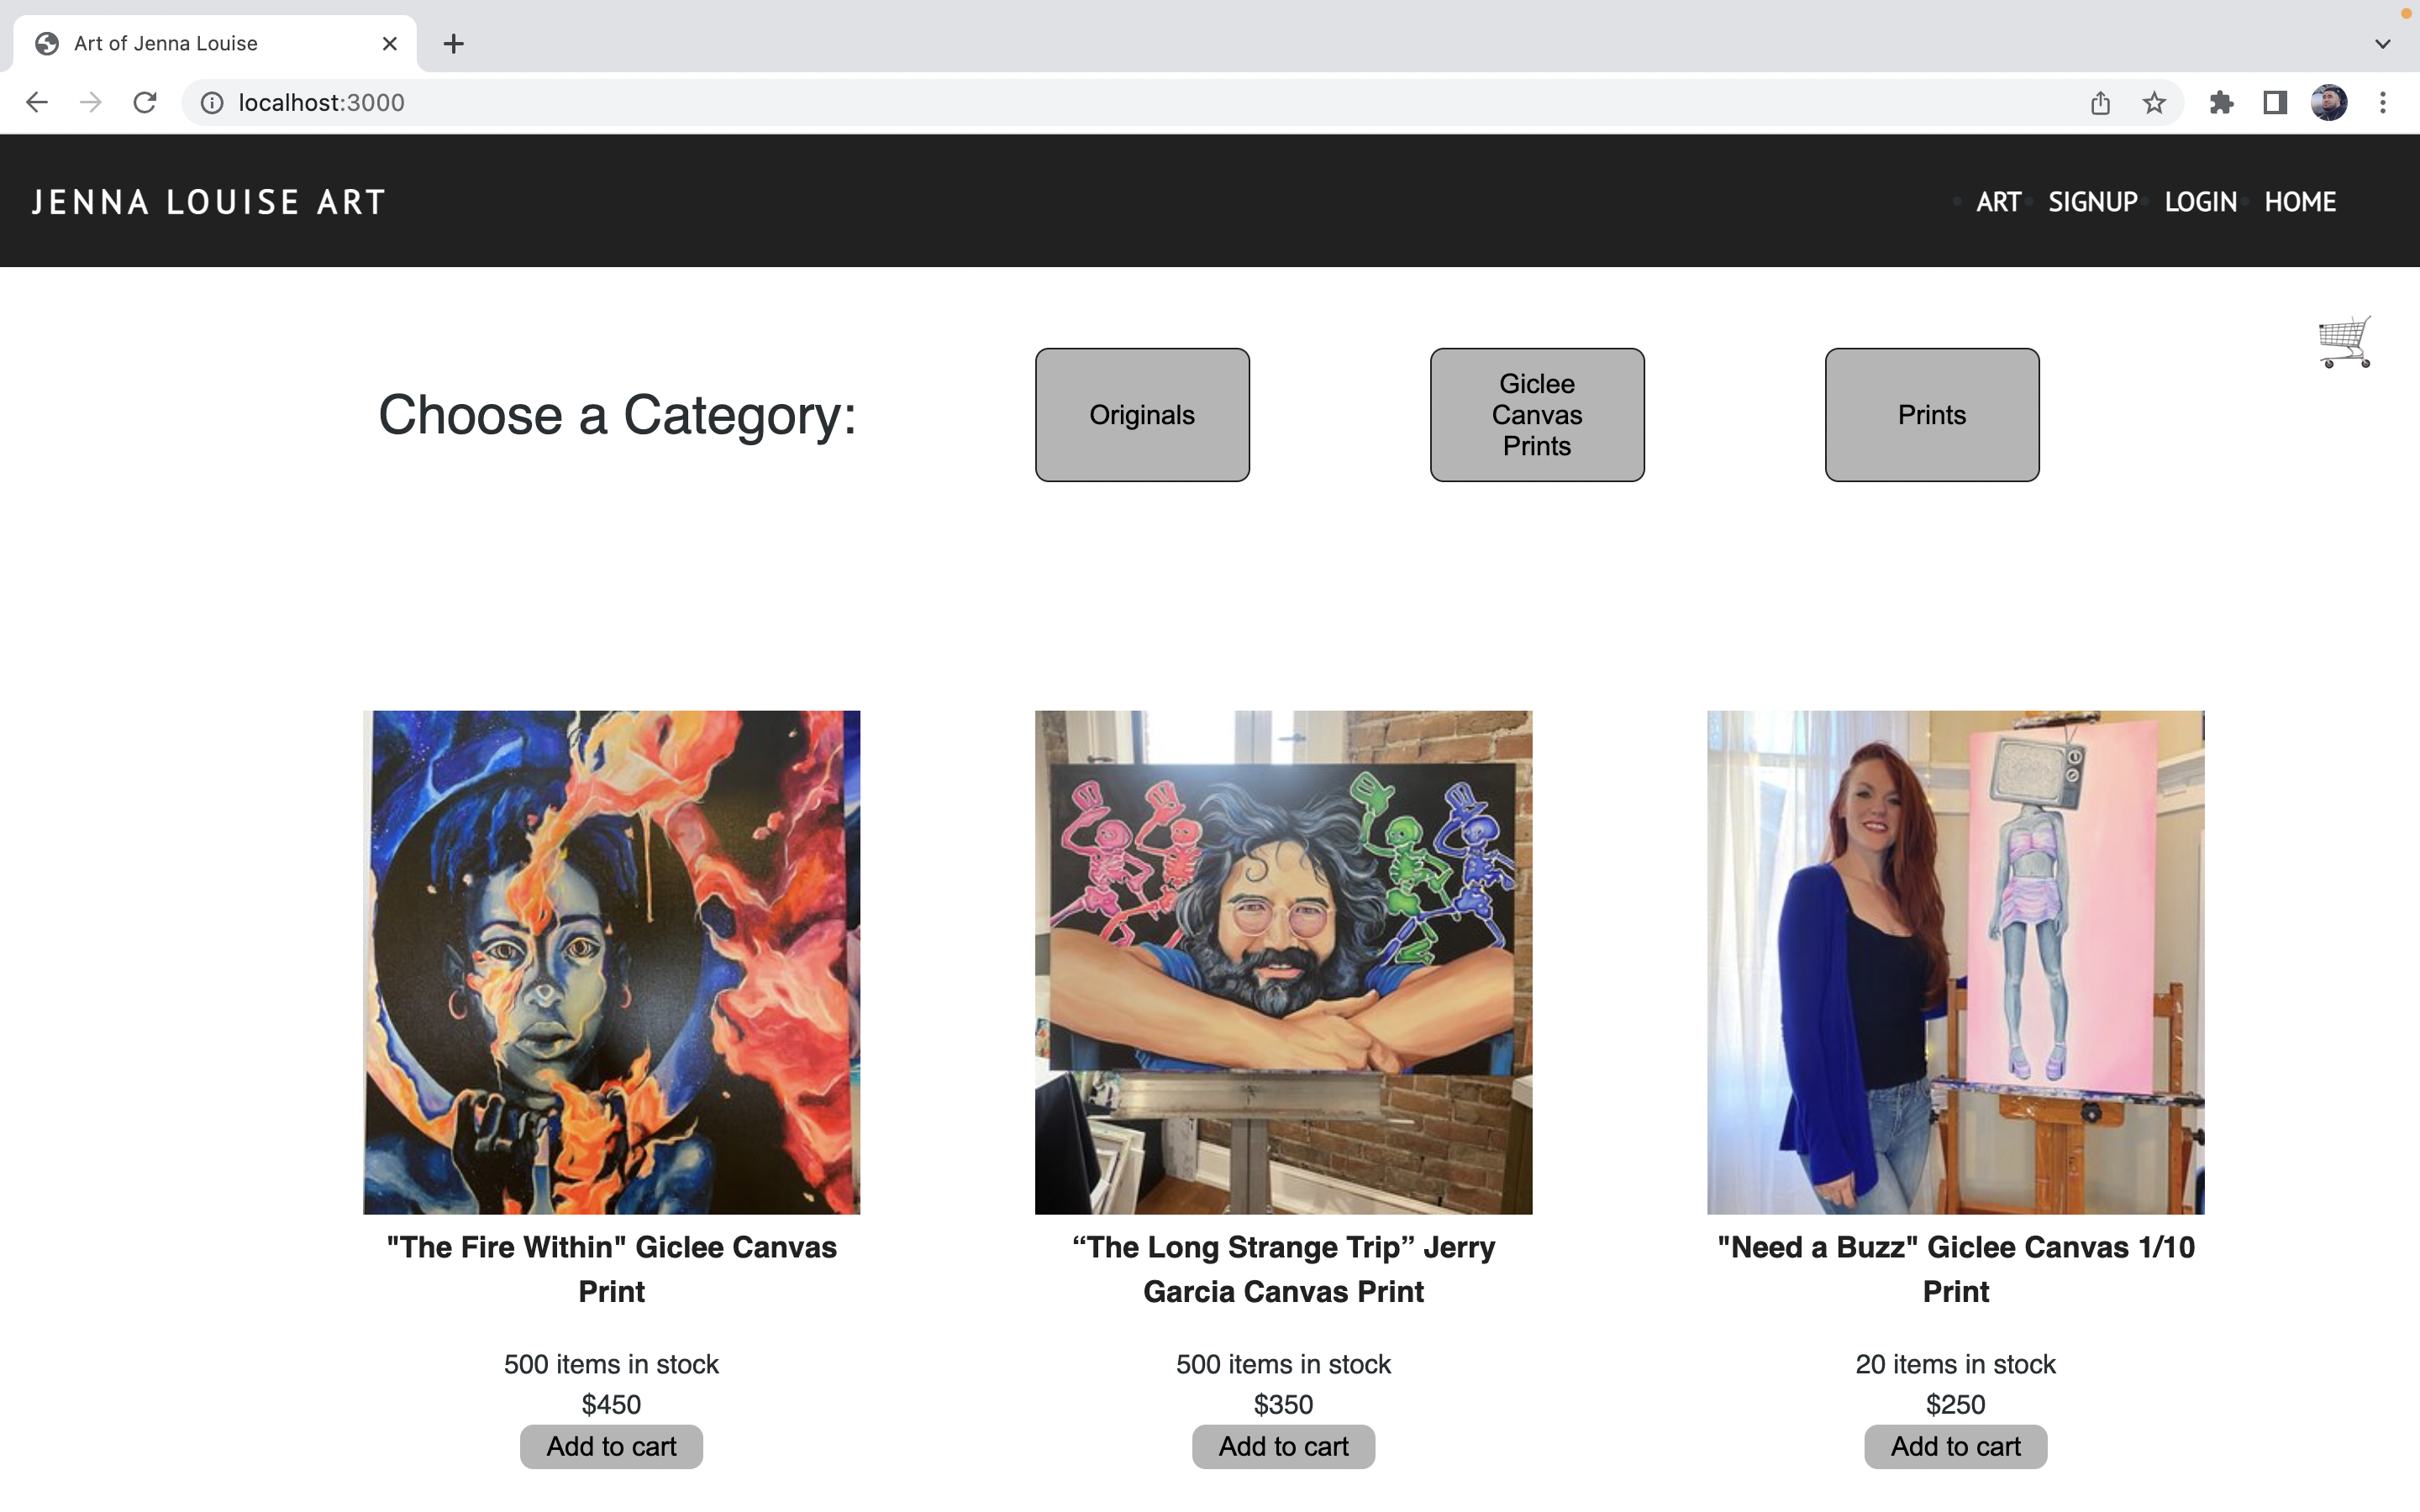 Art of Jenna Louise
localhost:3000
JENNA LOUISE ART
ART SIGNUP LOGIN HOME
Choose a Category:
Originals
Giclee
Canvas
Prints
Prints
"The Fire Within" Giclee Canvas
Print
500 items in stock
$450
Add to cart
“The Long Strange Trip” Jerry
Garcia Canvas Print
500 items in stock
$350
Add to cart
"Need a Buzz" Giclee Canvas 1/10
Print
20 items in stock
$250
Add to cart